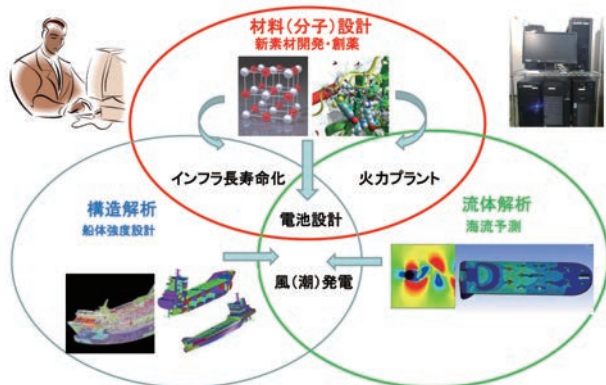 材料(分子)設計
新素材開発・創薬
インフラ長寿命化
火力プラント
構造解析
船体強度設計
電池設計
流体解析
海流予測
風(潮)発電